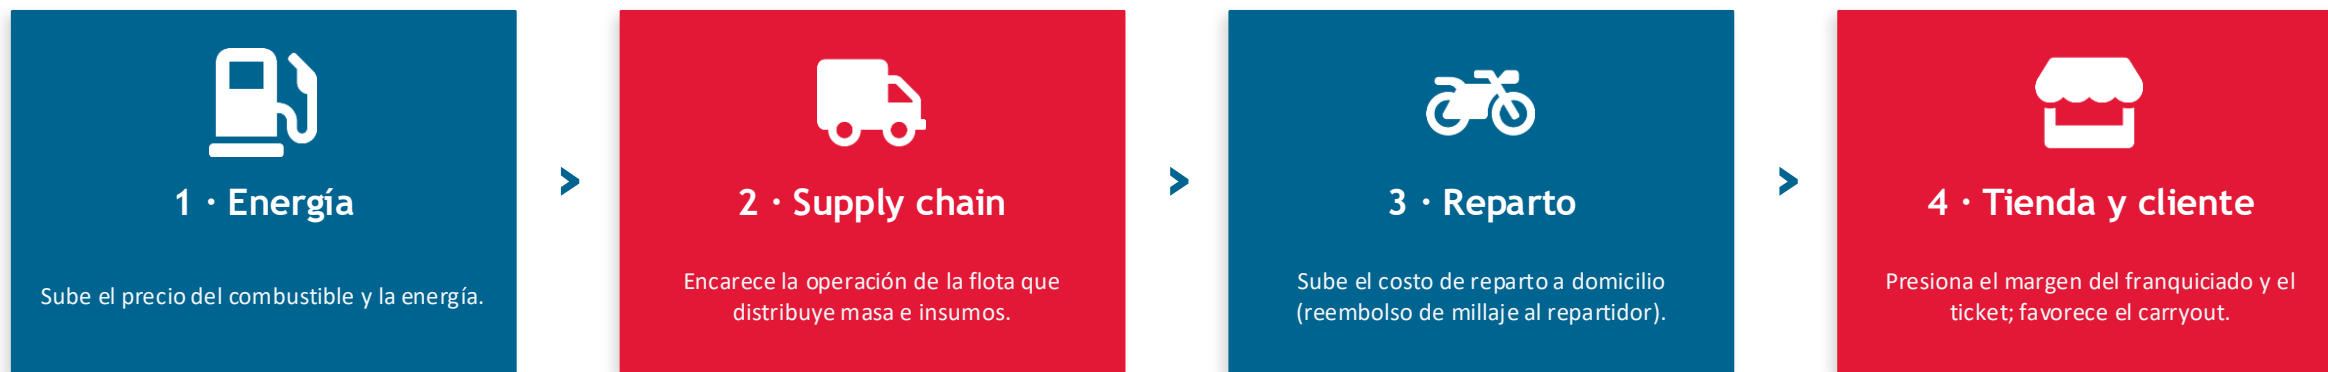 1 · Energía
Sube el precio del combustible y la energía.
>
2 · Supply chain
Encarece la operación de la flota que
distribuye masa e insumos.
>
3 · Reparto
Sube el costo de reparto a domicilio
(reembolso de millaje al repartidor).
>
4 · Tienda y cliente
Presiona el margen del franquiciado y el
ticket; favorece el carryout.